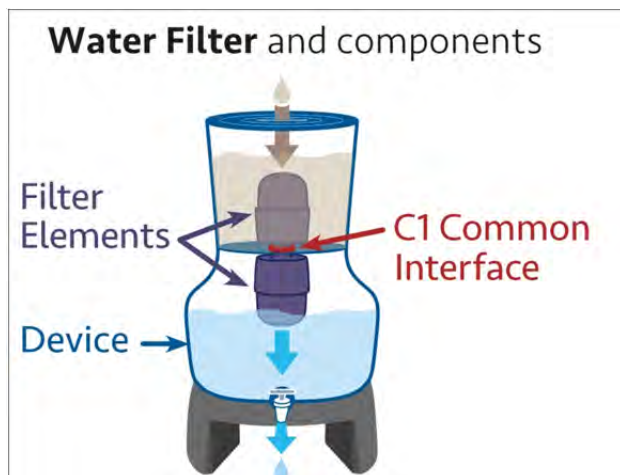 Water Filter and components
Filter
Elements
C1 Common
Interface
Device